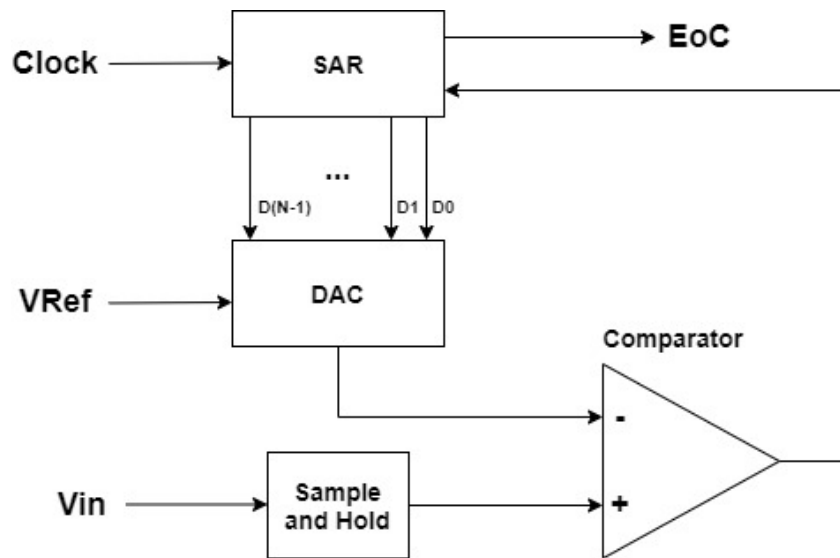 EoC
Clock
SAR
...
D(N-1)
D1
D0
VRef
DAC
Comparator
-
Vin
Sample
and Hold
+